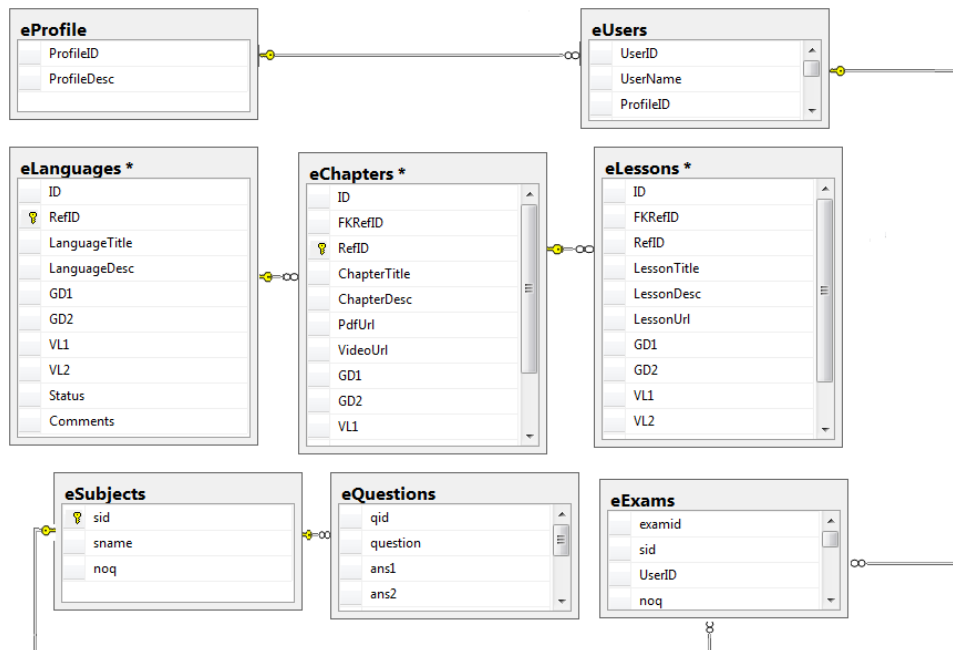 eProfile
ProfileID
ProfileDesc
eUsers
UserID
UserName
ProfileID
eLanguages *
ID
RefID
LanguageTitle
LanguageDesc
GD1
GD2
VL1
VL2
Status
Comments
eChapters *
ID
FKRefID
RefID
ChapterTitle
ChapterDesc
PdfUrl
VideoUrl
GD1
GD2
VL1
eLessons *
ID
FKRefID
RefID
LessonTitle
LessonDesc
LessonUrl
GD1
GD2
VL1
VL2
eSubjects
sid
sname
noq
eQuestions
qid
question
ans1
ans2
eExams
examid
sid
UserID
noq